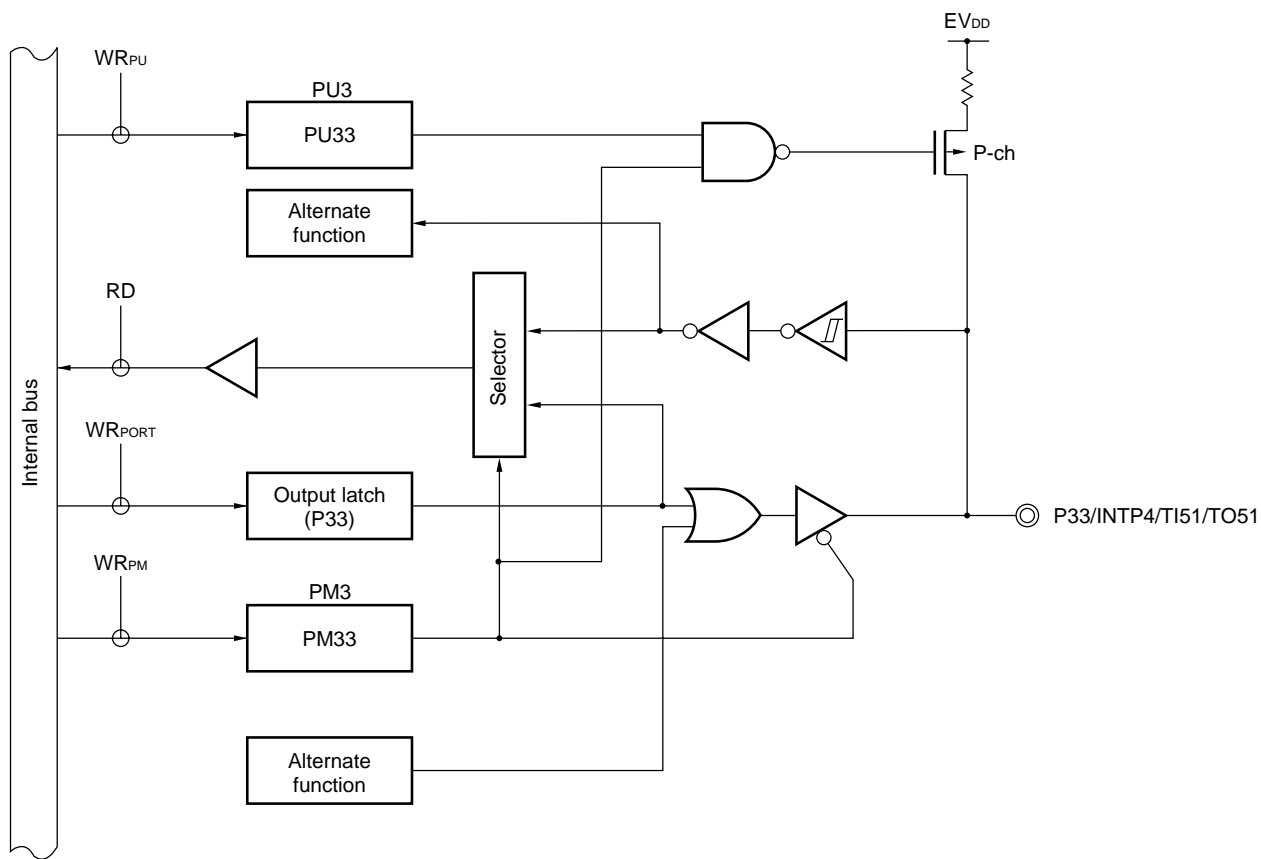 EVDD
WRPU
PU3
PU33
P-ch
Alternate
function
RD
Selector
Internal bus
WRPORT
Output latch
(P33)
P33/INTP4/TI51/TO51
WRPM
PM3
PM33
Alternate
function